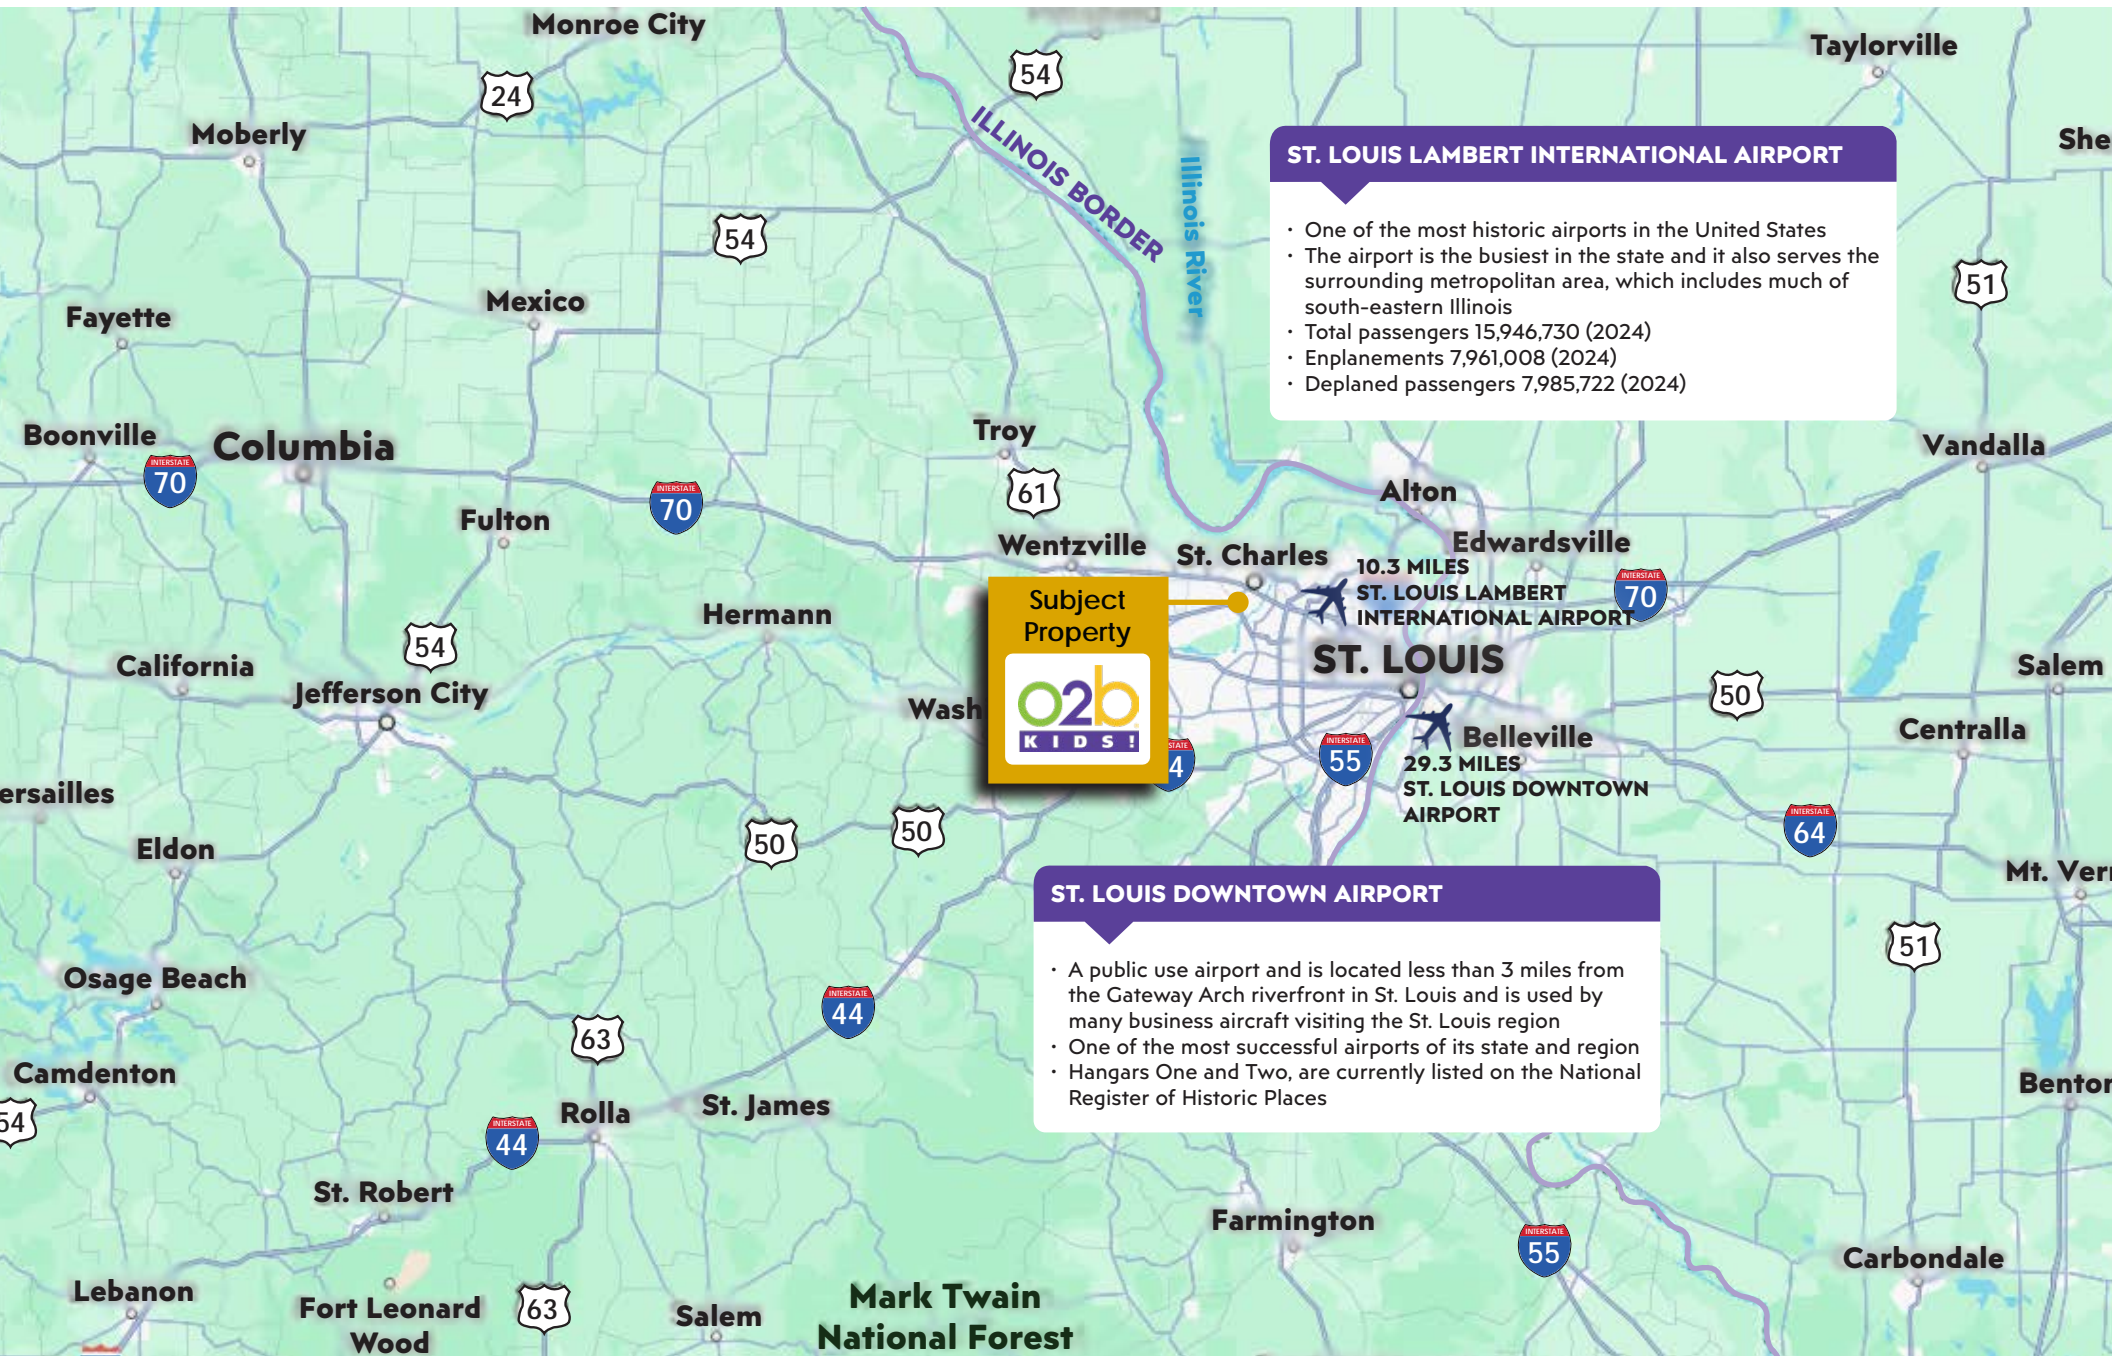 Monroe City
Taylorville
54
24
Moberly
She
ILLINOIS BORDER
Illinois River
ST. LOUIS LAMBERT INTERNATIONAL AIRPORT
· One of the most historic airports in the United States
· The airport is the busiest in the state and it also serves the
surrounding metropolitan area, which includes much of
south-eastern Illinois
· Total passengers 15,946,730 (2024)
· Enplanements 7,961,008 (2024)
· Deplaned passengers 7,985,722 (2024)
54
51
Mexico
Fayette
Boonville
Columbia
Troy
Vandalla
INTERSTATE
70
INTERSTATE
70
61
Alton
Fulton
Wentzville
St. Charles
Edwardsville
10.3 MILES
ST. LOUIS LAMBERT
INTERNATIONAL AIRPORT
INTERSTATE
70
Subject
Property
o2b
KIDS!
Hermann
54
California
Jefferson City
ST. LOUIS
Salem
50
Wash
Centralla
STATE
4
INTERSTATE
55
Belleville
29.3 MILES
ST. LOUIS DOWNTOWN
AIRPORT
ersailles
INTERSTATE
64
50
50
Eldon
Mt. Ver
ST. LOUIS DOWNTOWN AIRPORT
· A public use airport and is located less than 3 miles from
the Gateway Arch riverfront in St. Louis and is used by
many business aircraft visiting the St. Louis region
· One of the most successful airports of its state and region
· Hangars One and Two, are currently listed on the National
Register of Historic Places
51
Osage Beach
INTERSTATE
44
63
Camdenton
Benton
54
Rolla
St. James
INTERSTATE
44
St. Robert
Farmington
INTERSTATE
55
Carbondale
Lebanon
Fort Leonard
Wood
63
Salem
Mark Twain
National Forest